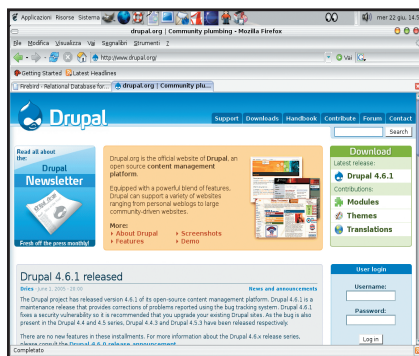 Applicazioni Risorse Sistema
mer 22 giu, 14.5
drupal.org | Community plumbing - Mozilla Firefox
File Modifica Visualizza Vai Segnalibri Strumenti ?
http://www.drupal.org/
Vai
Getting Started Latest Headlines
Firebird - Relational Database for...
drupal.org | Community plu...
Drupal
Support Downloads Handbook Contribute Forum Contact
Search
Read all about
the:
Drupal
Newsletter
Fresh off the press monthly!
Drupal.org is the official website of Drupal, an
open source content management
platform.
Equipped with a powerful blend of features,
Drupal can support a variety of websites
ranging from personal weblogs to large
community-driven websites.
More:
About Drupal
Screenshots
Features
Demo
Download
Latest release:
Drupal 4.6.1
Contributions:
Modules
Themes
Translations
Drupal 4.6.1 released
Dries - June 1, 2005 - 20:00
News and announcements
The Drupal project has released version 4.6.1 of its open-source content management platform. Drupal 4.6.1 is a
maintenance release that provides corrections of problems reported using the bug tracking system. Drupal 4.6.1
fixes a security vulnerability so it is recommended that you upgrade your existing Drupal sites. As the bug is also
present in the Drupal 4.4 and 4.5 series, Drupal 4.4.3 and Drupal 4.5.3 have been released respectively.
There are no new features in these installments. For more information about the Drupal 4.6.x release series,
please consult the Drupal 4.6.0 release announcement.
User login
Username:
Password:
Log in
Completato